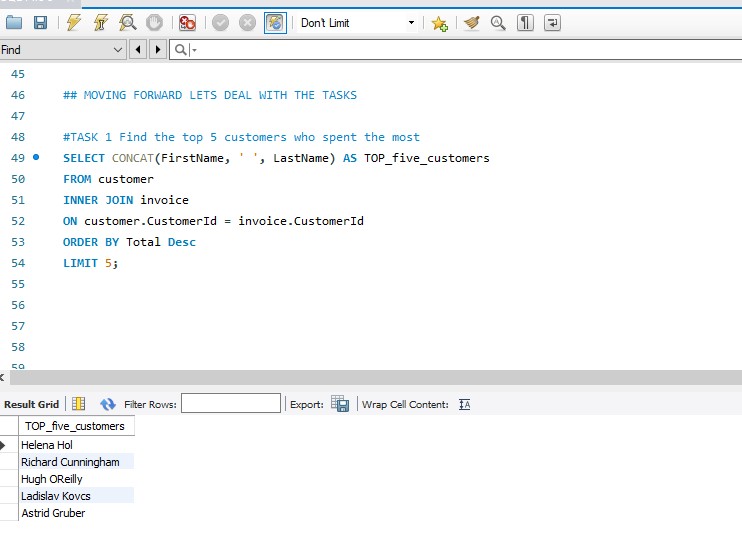 Don't Limit
Find
45
46 ## MOVING FORWARD LETS DEAL WITH THE TASKS
47
48 #TASK 1 Find the top 5 customers who spent the most
49 SELECT CONCAT(FirstName, ' ', LastName) AS TOP_five_customers
50 FROM customer
51 INNER JOIN invoice
52 ON customer.CustomerId = invoice.CustomerId
53 ORDER BY Total Desc
54 LIMIT 5;
55
56
57
58
59
Result Grid Filter Rows: Export: Wrap Cell Content:
TOP_five_customers
Helena Hol
Richard Cunningham
Hugh OReilly
Ladislav Kovcs
Astrid Gruber